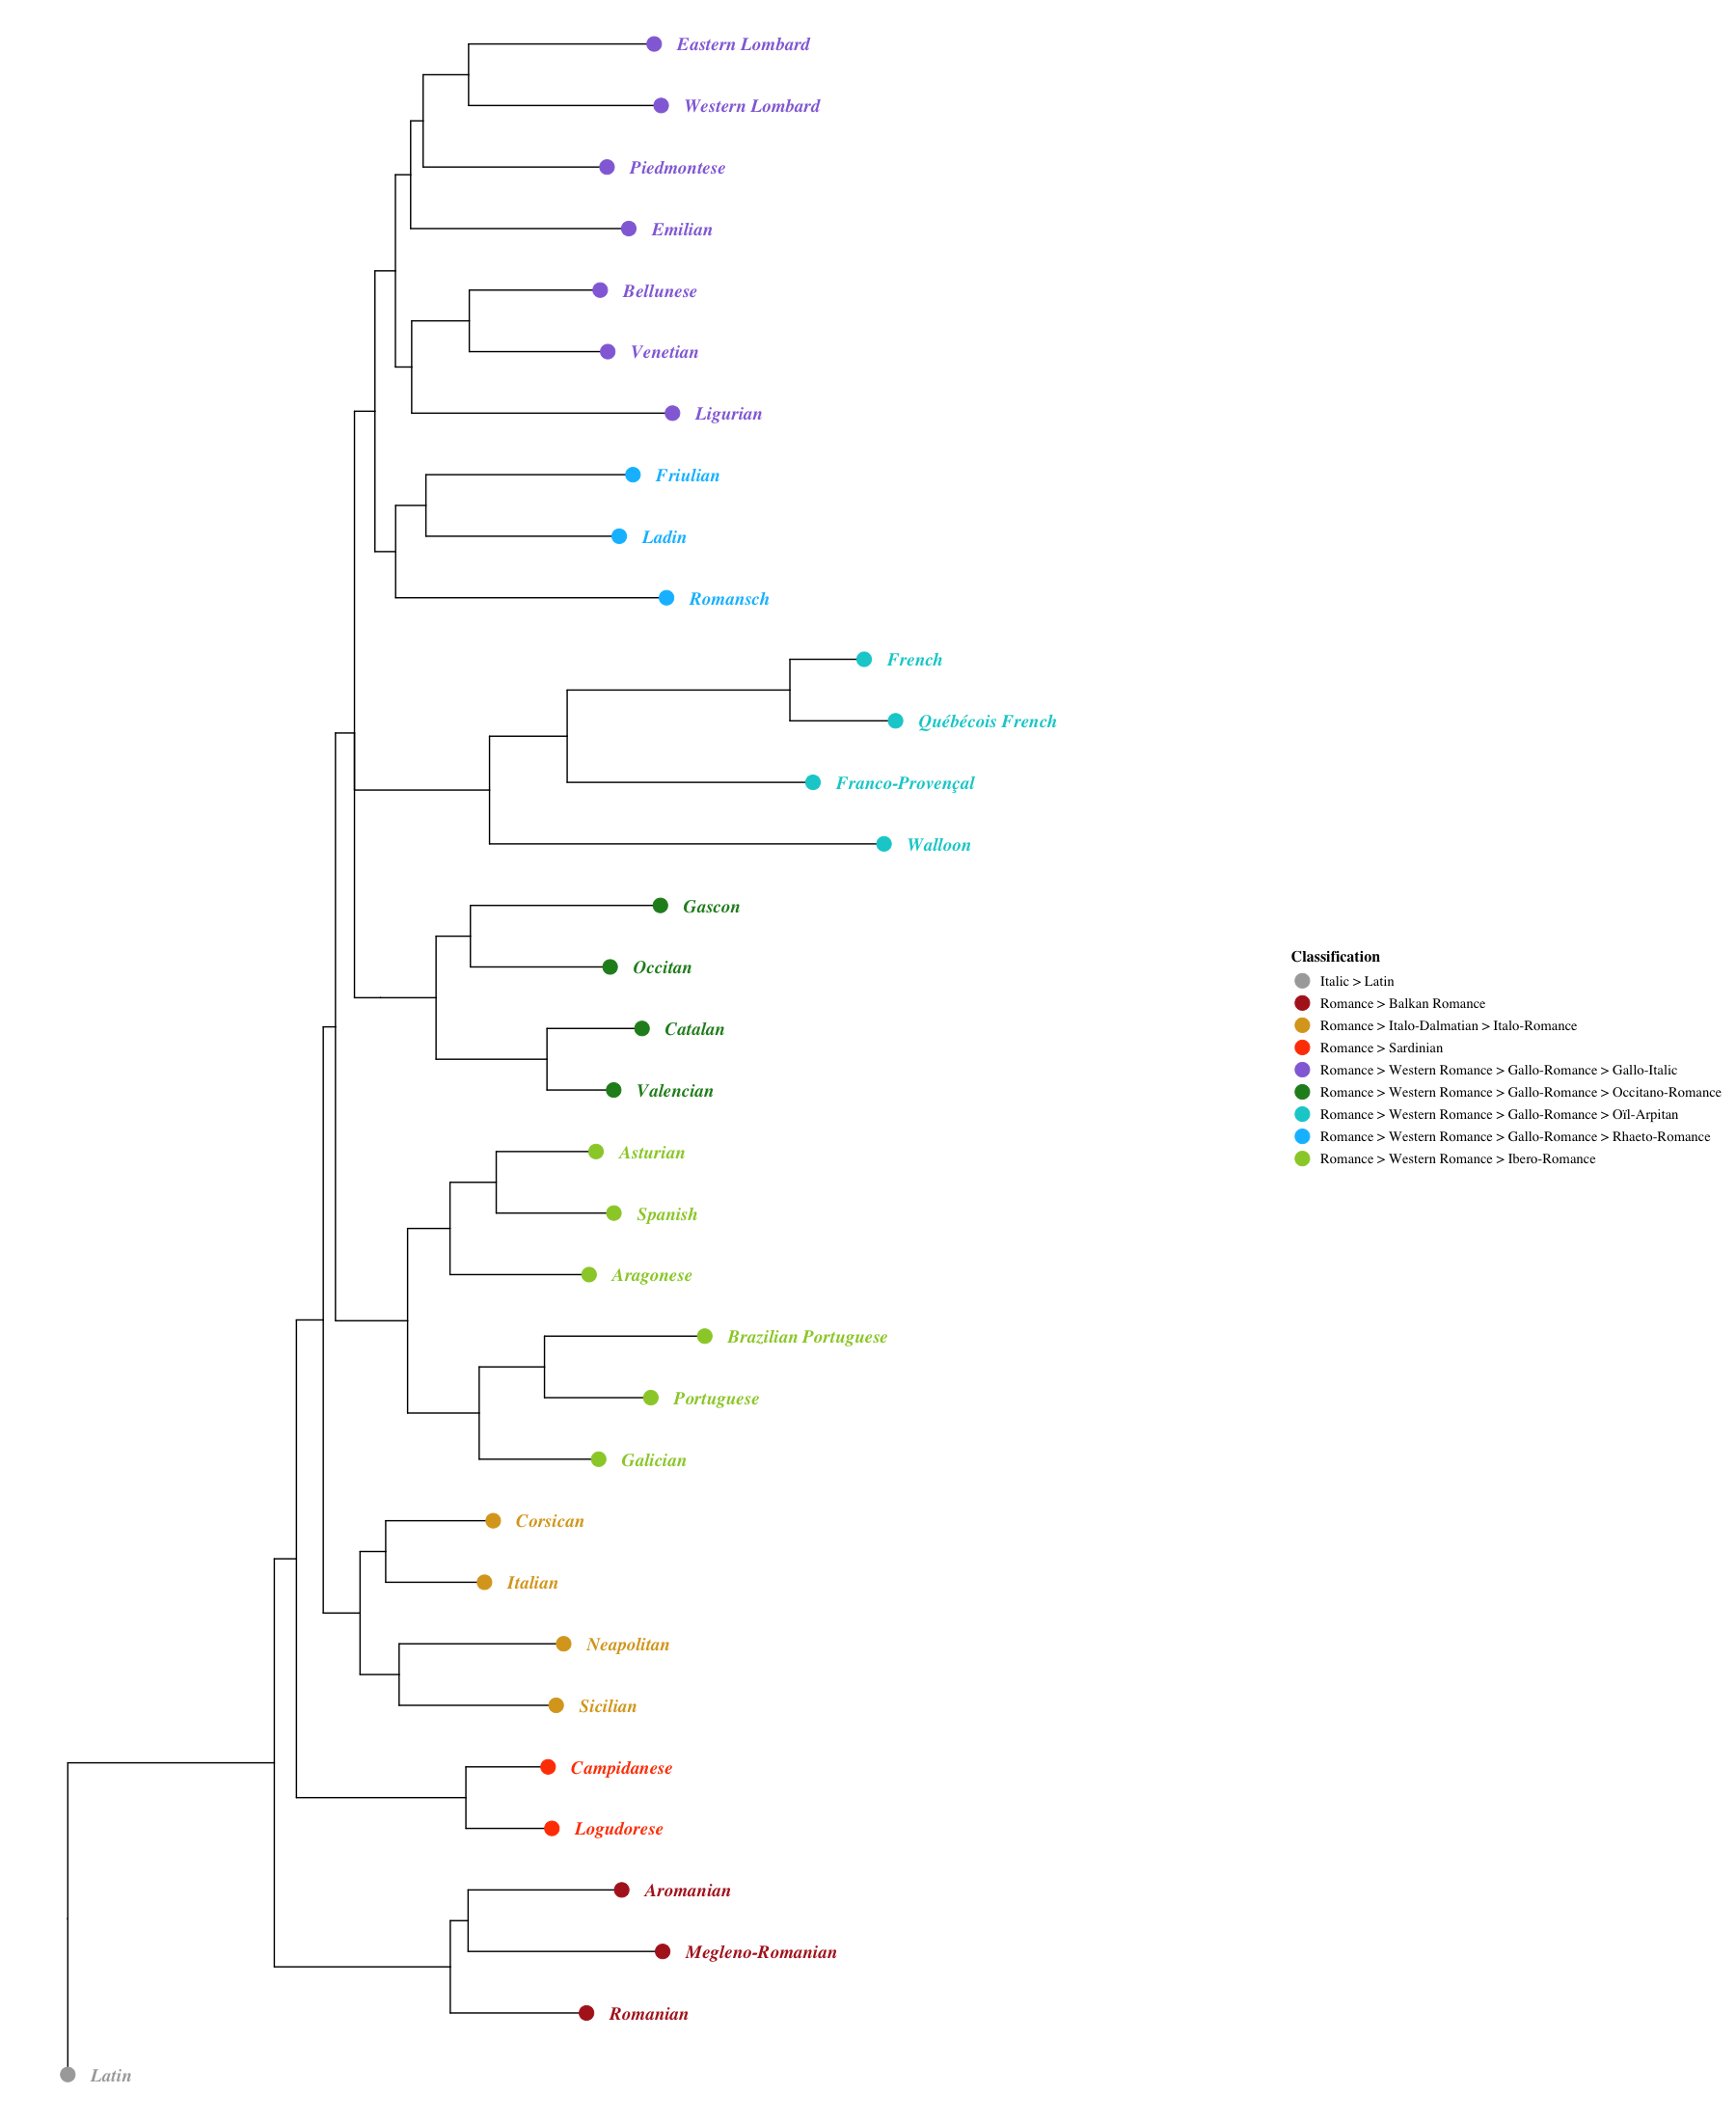 Eastern Lombard
Western Lombard
Piedmontese
Emilian
Bellunese
Venetian
Ligurian
Friulian
Ladin
Romansch
French
Québécois French
Franco-Provençal
Walloon
Gascon
Occitan
Catalan
Valencian
Asturian
Spanish
Aragonese
Brazilian Portuguese
Portuguese
Galician
Corsican
Italian
Neapolitan
Sicilian
Campidanese
Logudorese
Aromanian
Megleno-Romanian
Romanian
Latin
Classification
Italic > Latin
Romance > Balkan Romance
Romance > Italo-Dalmatian > Italo-Romance
Romance > Sardinian
Romance > Western Romance > Gallo-Romance > Gallo-Italic
Romance > Western Romance > Gallo-Romance > Occitano-Romance
Romance > Western Romance > Gallo-Romance > Oïl-Arpitan
Romance > Western Romance > Gallo-Romance > Rhaeto-Romance
Romance > Western Romance > Ibero-Romance